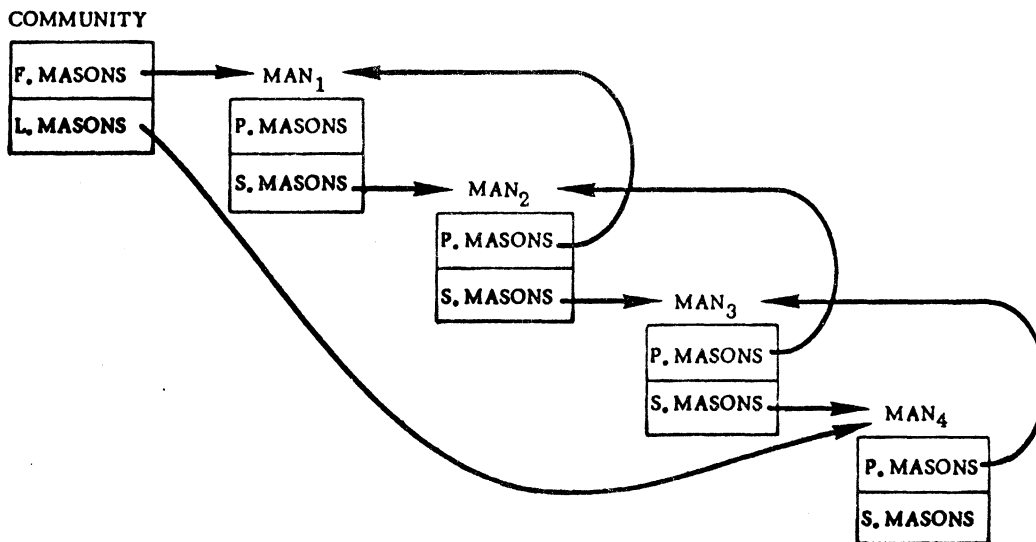 COMMUNITY
F. MASONS
L. MASONS
MAN1
P. MASONS
S. MASONS
MAN2
P. MASONS
S. MASONS
MAN3
P. MASONS
S. MASONS
MAN4
P. MASONS
S. MASONS